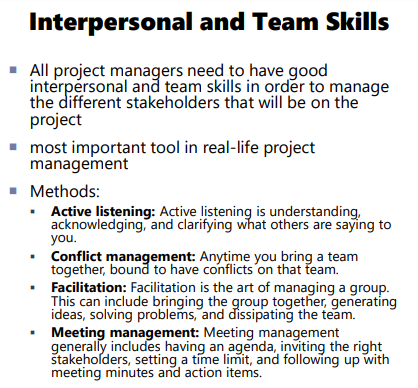 Interpersonal and Team Skills
All project managers need to have good
interpersonal and team skills in order to manage
the different stakeholders that will be on the
project
most important tool in real-life project
management
Methods:
Active listening: Active listening is understanding,
acknowledging, and clarifying what others are saying to
you.
Conflict management: Anytime you bring a team
together, bound to have conflicts on that team.
Facilitation: Facilitation is the art of managing a group.
This can include bringing the group together, generating
ideas, solving problems, and dissipating the team.
Meeting management: Meeting management
generally includes having an agenda, inviting the right
stakeholders, setting a time limit, and following up with
meeting minutes and action items.